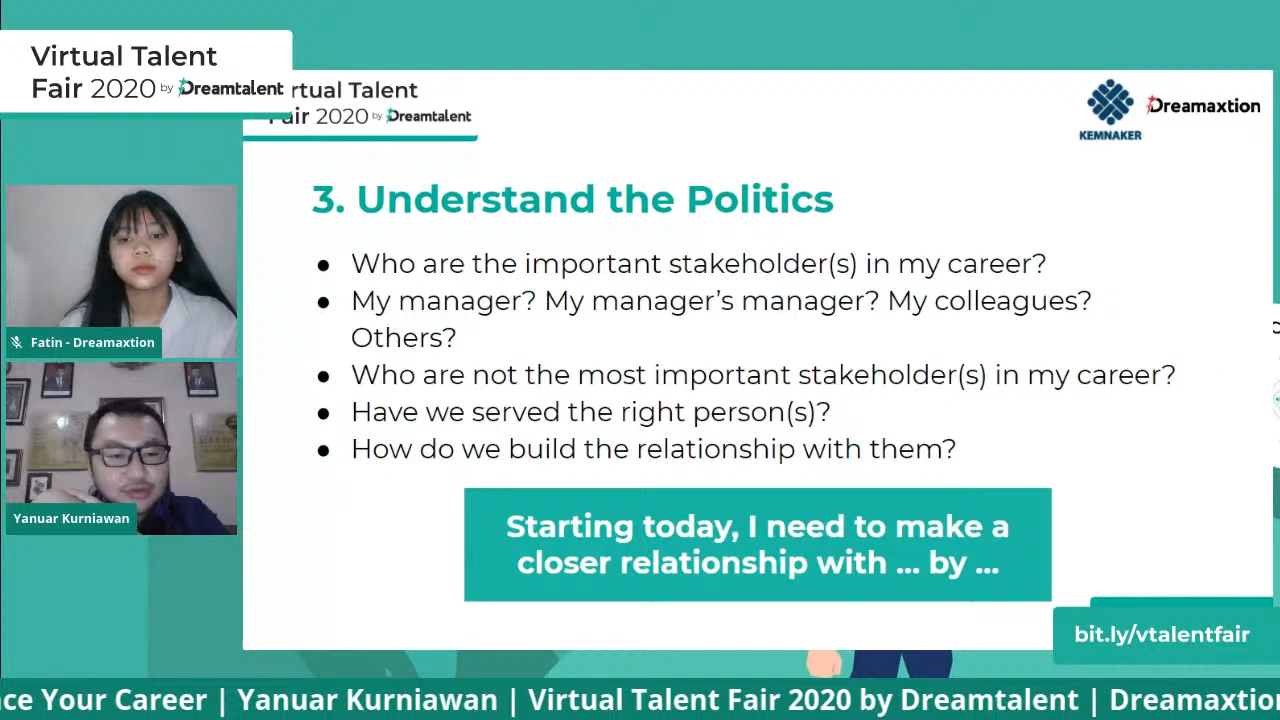 Virtual Talent
Fair 2020 by Dreamtalent
rtual Talent
Fair 2020 by Dreamtalent
KEMNAKER
Dreamaxtion
3. Understand the Politics
● Who are the important stakeholder(s) in my career?
● My manager? My manager’s manager? My colleagues?
Others?
● Who are not the most important stakeholder(s) in my career?
● Have we served the right person(s)?
● How do we build the relationship with them?
Starting today, I need to make a
closer relationship with ... by ...
Fatin - Dreamaxtion
Yanuar Kurniawan
bit.ly/vtalentfair
ce Your Career | Yanuar Kurniawan | Virtual Talent Fair 2020 by Dreamtalent | Dreamaxtion